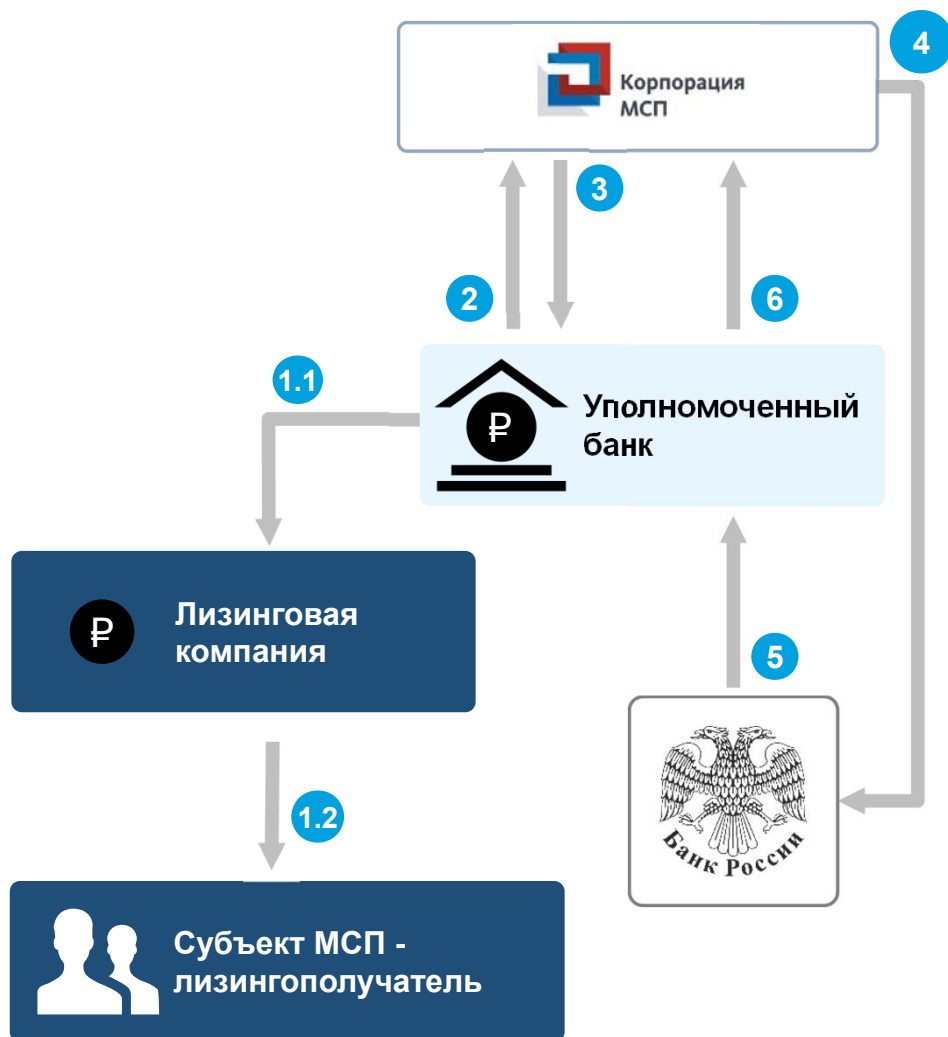 4
Корпорация
МСП
3
2
6
1.1
Уполномоченный
банк
₽
Лизинговая
компания
₽
5
Банк России
1.2
Субъект МСП -
лизингополучатель